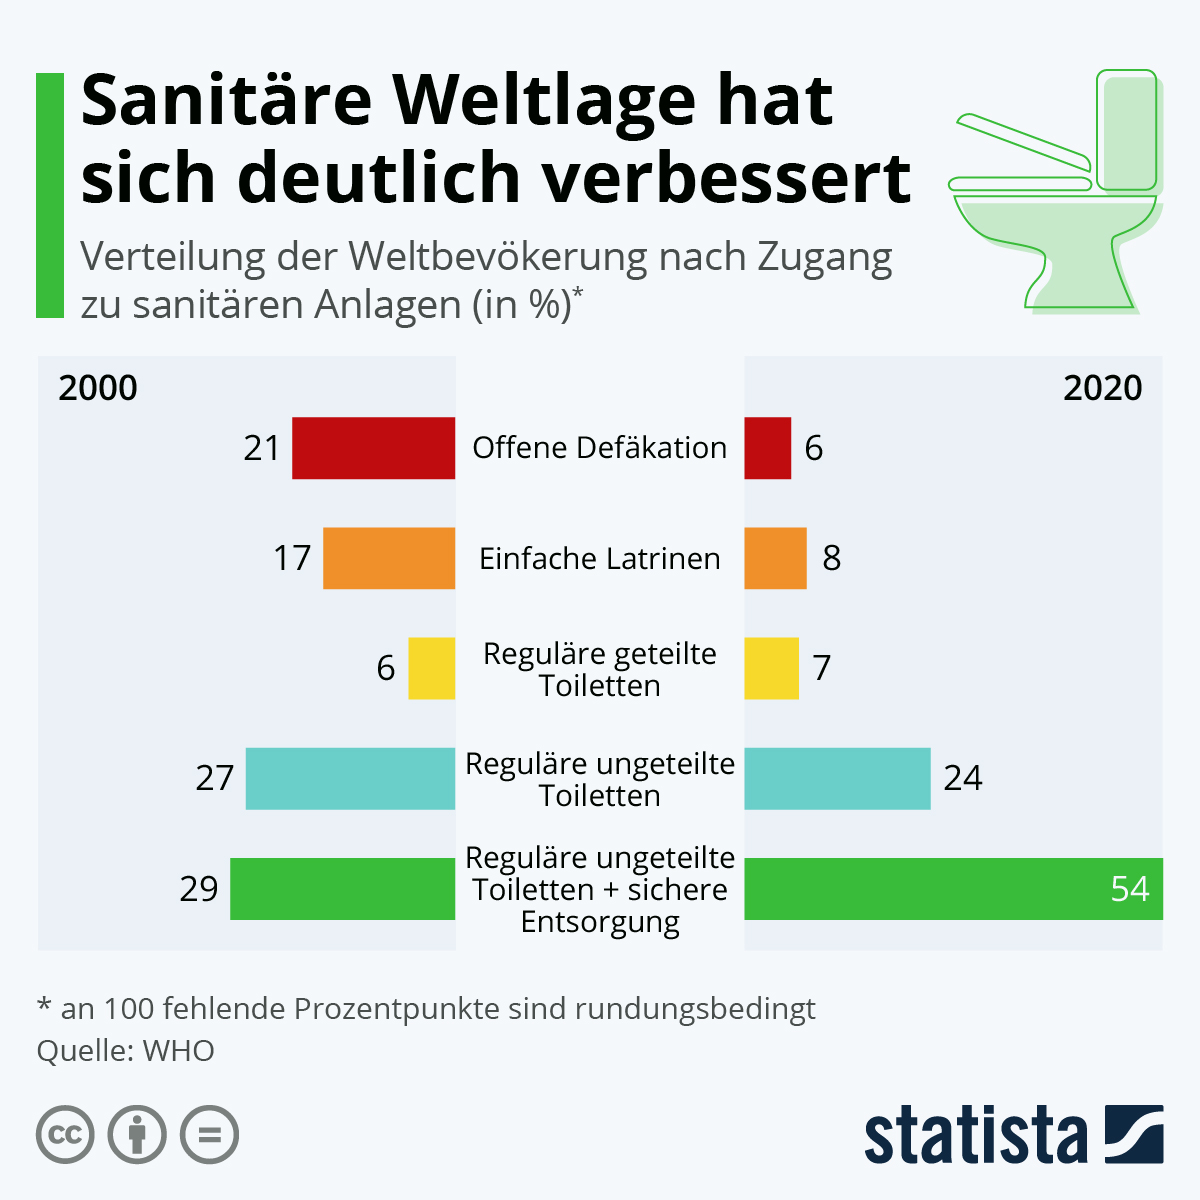 Sanitäre Weltlage hat
sich deutlich verbessert
Verteilung der Weltbevökerung nach Zugang
zu sanitären Anlagen (in %)*
2000
2020
21 Offene Defäkation 6
17 Einfache Latrinen 8
6 Reguläre geteilte
Toiletten 7
27 Reguläre ungeteilte
Toiletten 24
29 Reguläre ungeteilte
Toiletten + sichere
Entsorgung 54
* an 100 fehlende Prozentpunkte sind rundungsbedingt
Quelle: WHO
cc
statista